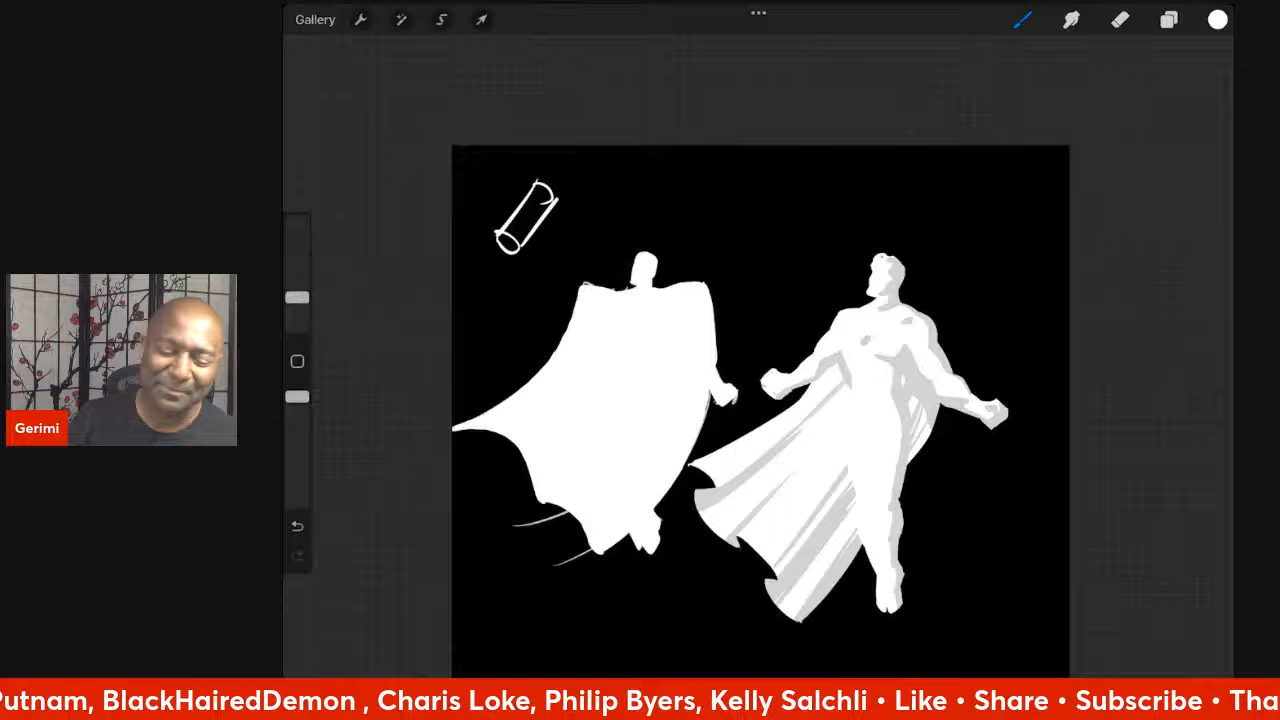 Gallery
Gerimi
Putnam, BlackHairedDemon , Charis Loke, Philip Byers, Kelly Salchli • Like • Share • Subscribe • Tha